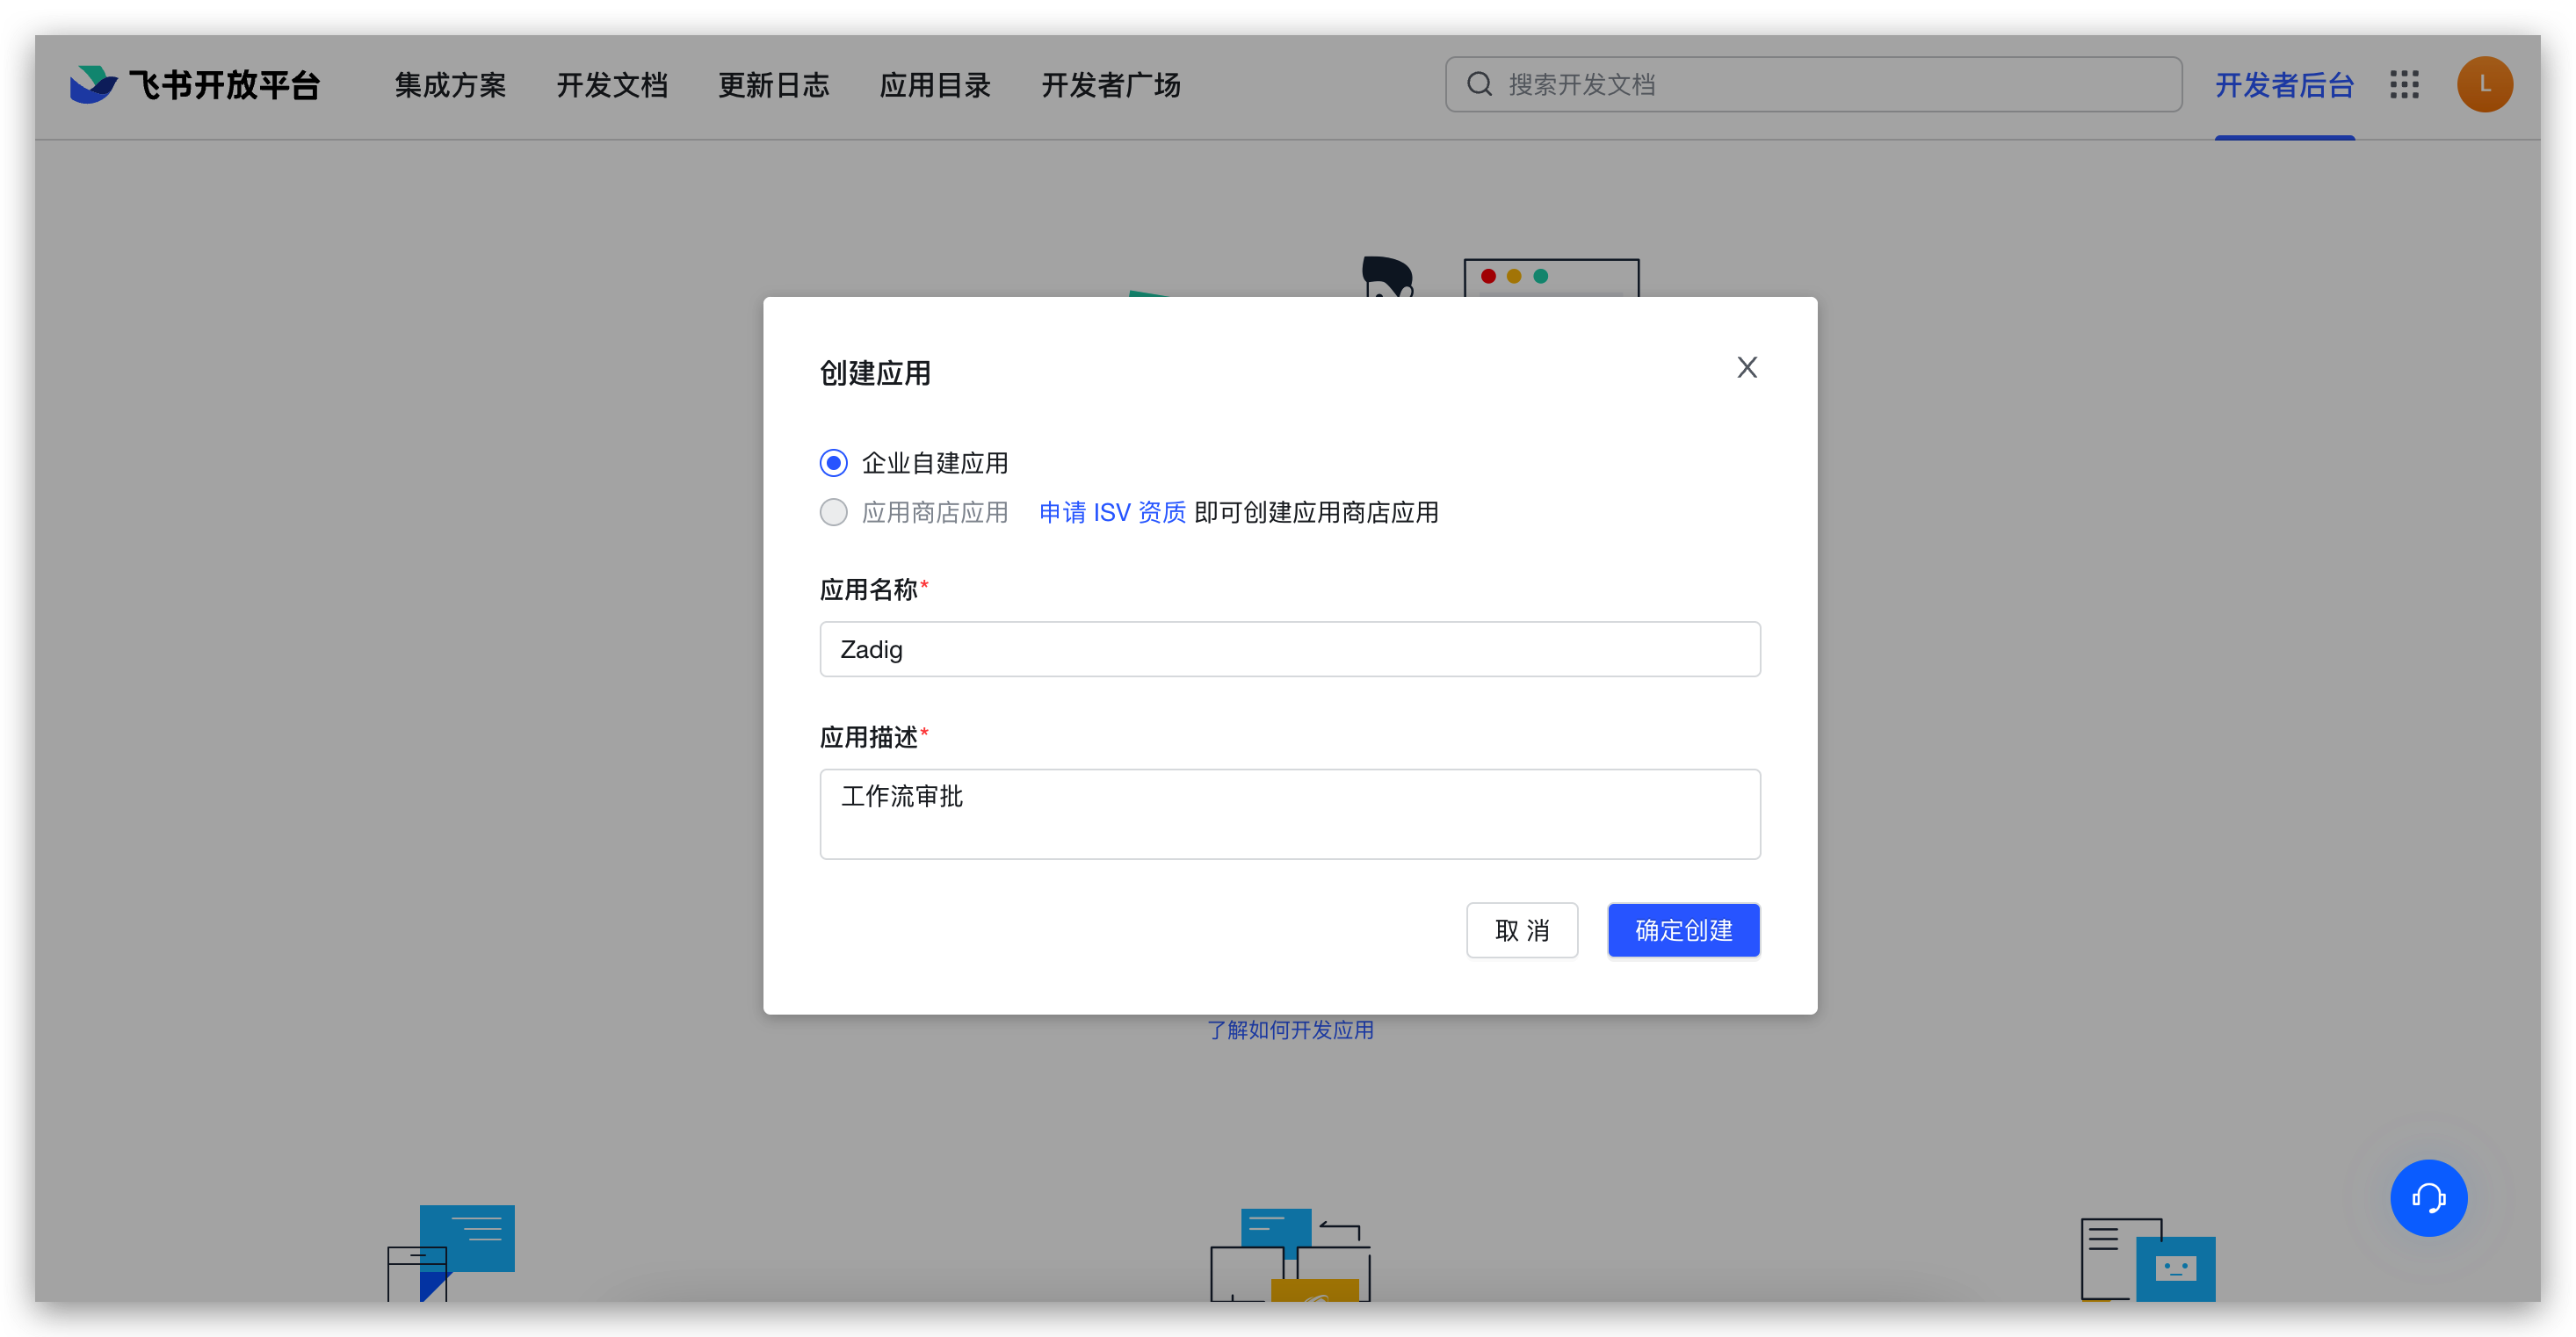 飞书开放平台 集成方案 开发文档 更新日志 应用目录 开发者广场 搜索开发文档 开发者后台 L
创建应用
企业自建应用
应用商店应用 申请 ISV 资质 即可创建应用商店应用
应用名称*
Zadig
应用描述*
工作流审批
取 消 确定创建
了解如何开发应用